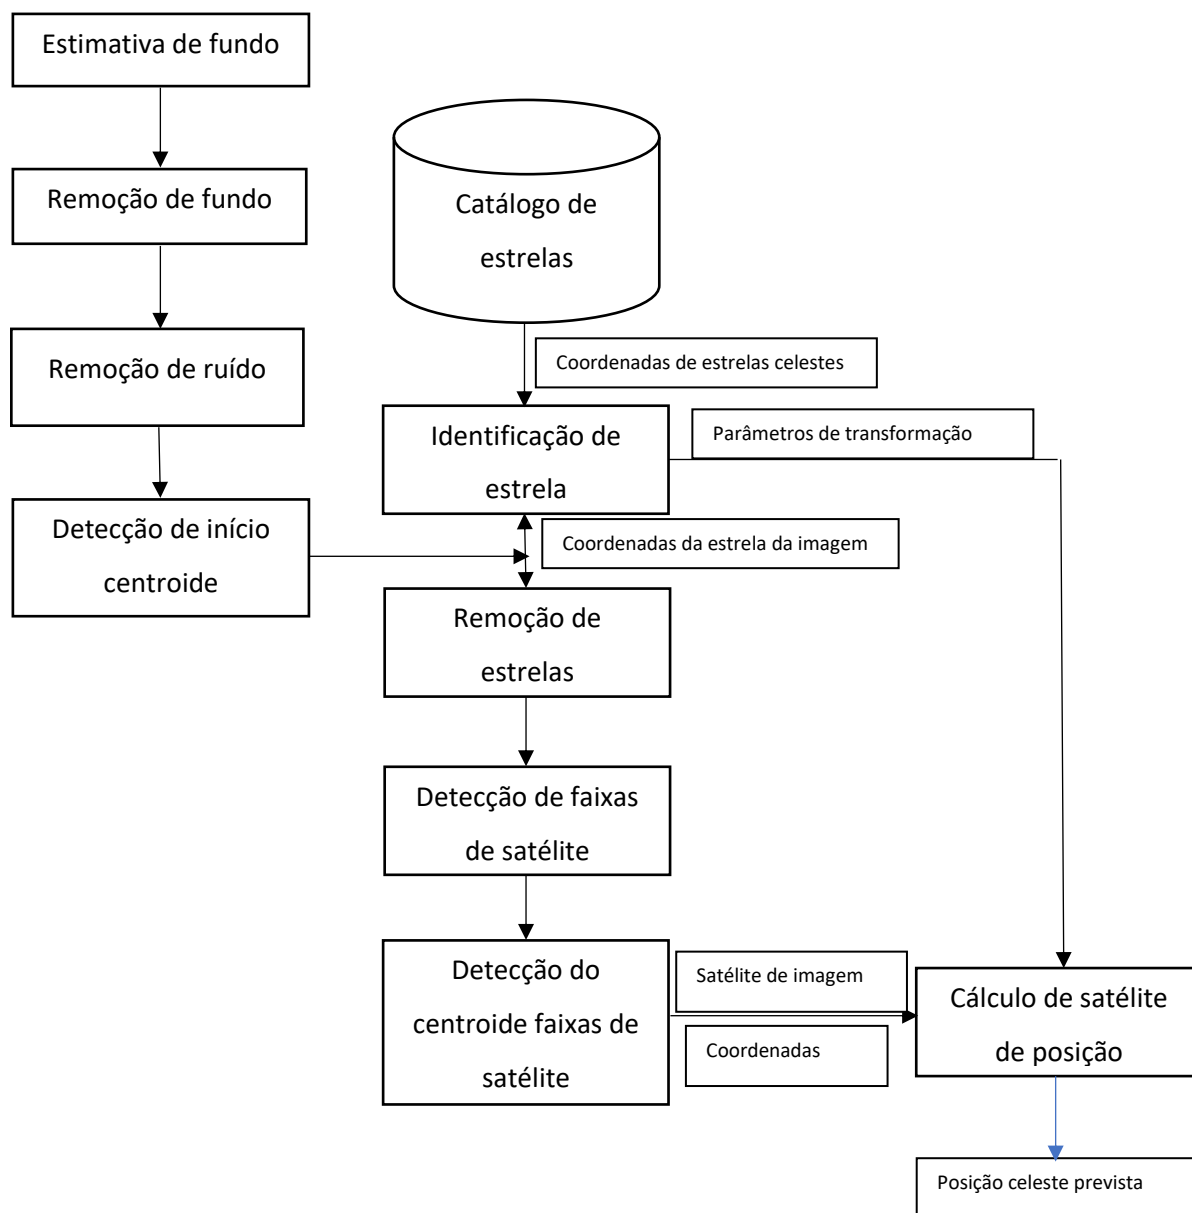 Estimativa de fundo
Remoção de fundo
Remoção de ruído
Detecção de início
centroide
Catálogo de
estrelas
Coordenadas de estrelas celestes
Identificação de
estrela
Parâmetros de transformação
Coordenadas da estrela da imagem
Remoção de
estrelas
Detecção de faixas
de satélite
Detecção do
centroide faixas de
satélite
Satélite de imagem
Coordenadas
Cálculo de satélite
de posição
Posição celeste prevista